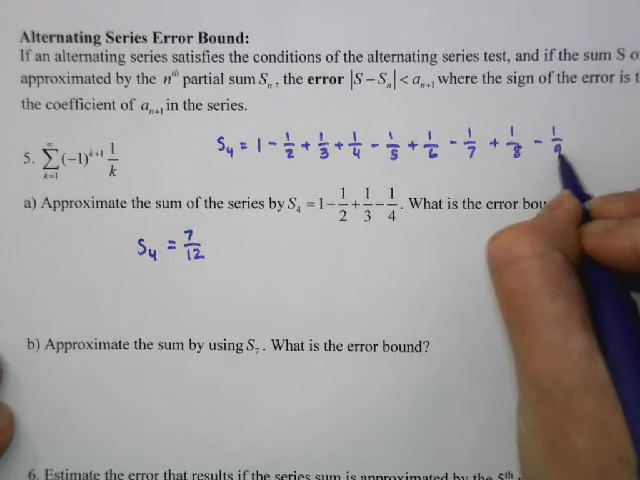 Alternating Series Error Bound:
If an alternating series satisfies the conditions of the alternating series test, and if the sum S o
approximated by the nᵗʰ partial sum Sₙ, the error |S − Sₙ| < aₙ₊₁ where the sign of the error is t
the coefficient of aₙ₊₁ in the series.
S₄ = 1 - 1/2 + 1/3 + 1/4 - 1/5 + 1/6 - 1/7 + 1/8 - 1/9
5. ∑_{k=1}^{∞} (−1)^{k+1} 1/k
a) Approximate the sum of the series by S₄ = 1 − 1/2 + 1/3 − 1/4. What is the error bou
S₄ = 7/12
b) Approximate the sum by using S₇. What is the error bound?
6. Estimate the error that results if the series sum is approximated by the 5ᵗʰ